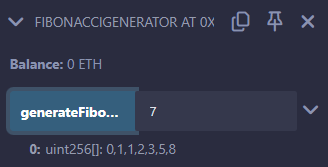 FIBONACCIGENERATOR AT 0X
Balance: 0 ETH
generateFibo... 7
0: uint256[]: 0,1,1,2,3,5,8